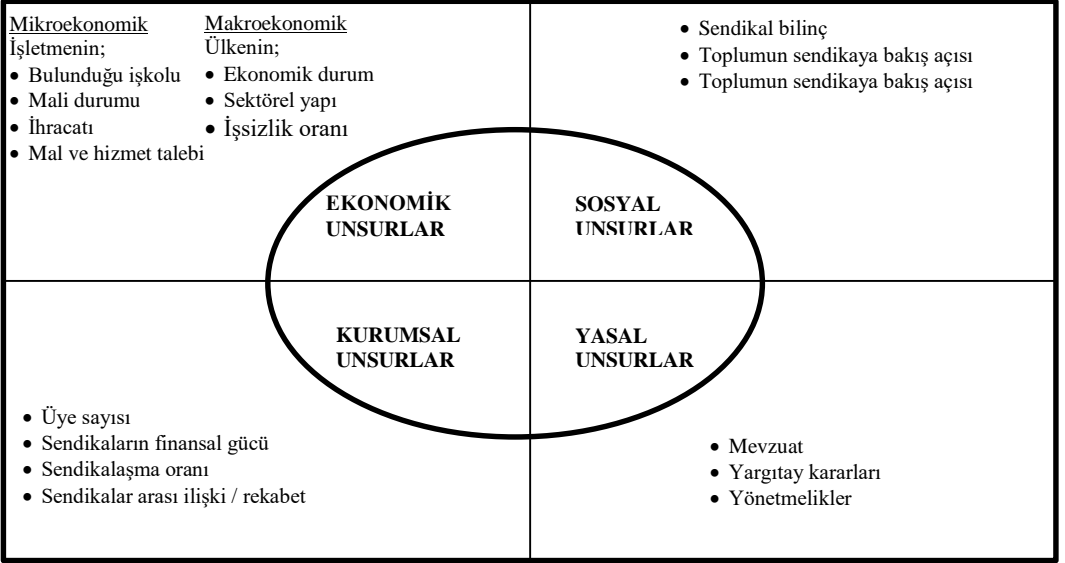 Mikroekonomik
İşletmenin;
• Bulunduğu işkolu
• Mali durumu
• İhracatı
• Mal ve hizmet talebi
Makroekonomik
Ülkenin;
• Ekonomik durum
• Sektörel yapı
• İşsizlik oranı
• Sendikal bilinç
• Toplumun sendikaya bakış açısı
• Toplumun sendikaya bakış açısı
EKONOMİK
UNSURLAR
SOSYAL
UNSURLAR
KURUMSAL
UNSURLAR
YASAL
UNSURLAR
• Üye sayısı
• Sendikaların finansal gücü
• Sendikalaşma oranı
• Sendikalar arası ilişki / rekabet
• Mevzuat
• Yargıtay kararları
• Yönetmelikler